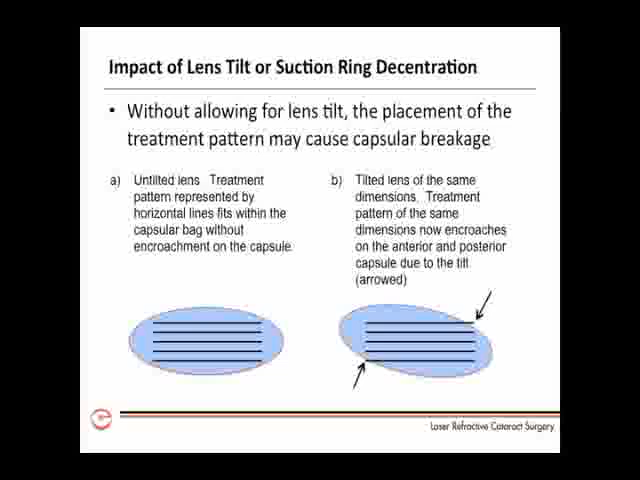 Impact of Lens Tilt or Suction Ring Decentration
• Without allowing for lens tilt, the placement of the
treatment pattern may cause capsular breakage
a) Untilted lens Treatment
pattern represented by
horizontal lines fits within the
capsular bag without
encroachment on the capsule.
b) Tilted lens of the same
dimensions. Treatment
pattern of the same
dimensions now encroaches
on the anterior and posterior
capsule due to the tilt
(arrowed)
Laser Refractive Cataract Surgery